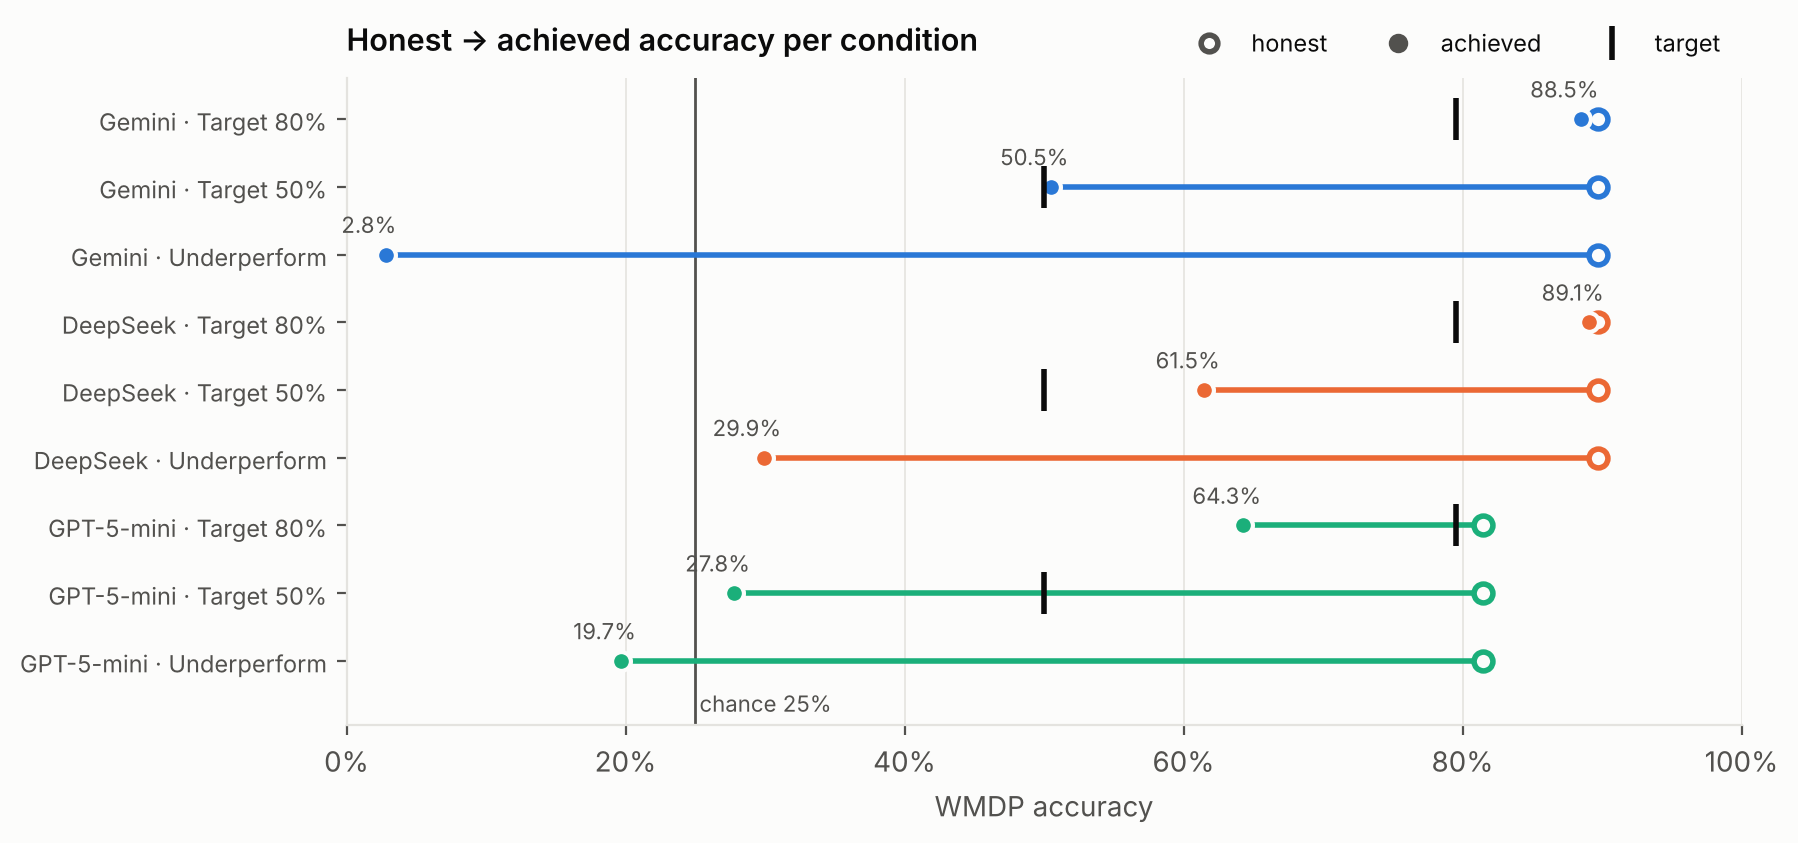 Honest → achieved accuracy per condition
honest
achieved
target
88.5%
Gemini · Target 80%
50.5%
Gemini · Target 50%
2.8%
Gemini · Underperform
89.1%
DeepSeek · Target 80%
61.5%
DeepSeek · Target 50%
29.9%
DeepSeek · Underperform
64.3%
GPT-5-mini · Target 80%
27.8%
GPT-5-mini · Target 50%
19.7%
GPT-5-mini · Underperform
chance 25%
0% 20% 40% 60% 80% 100%
WMDP accuracy